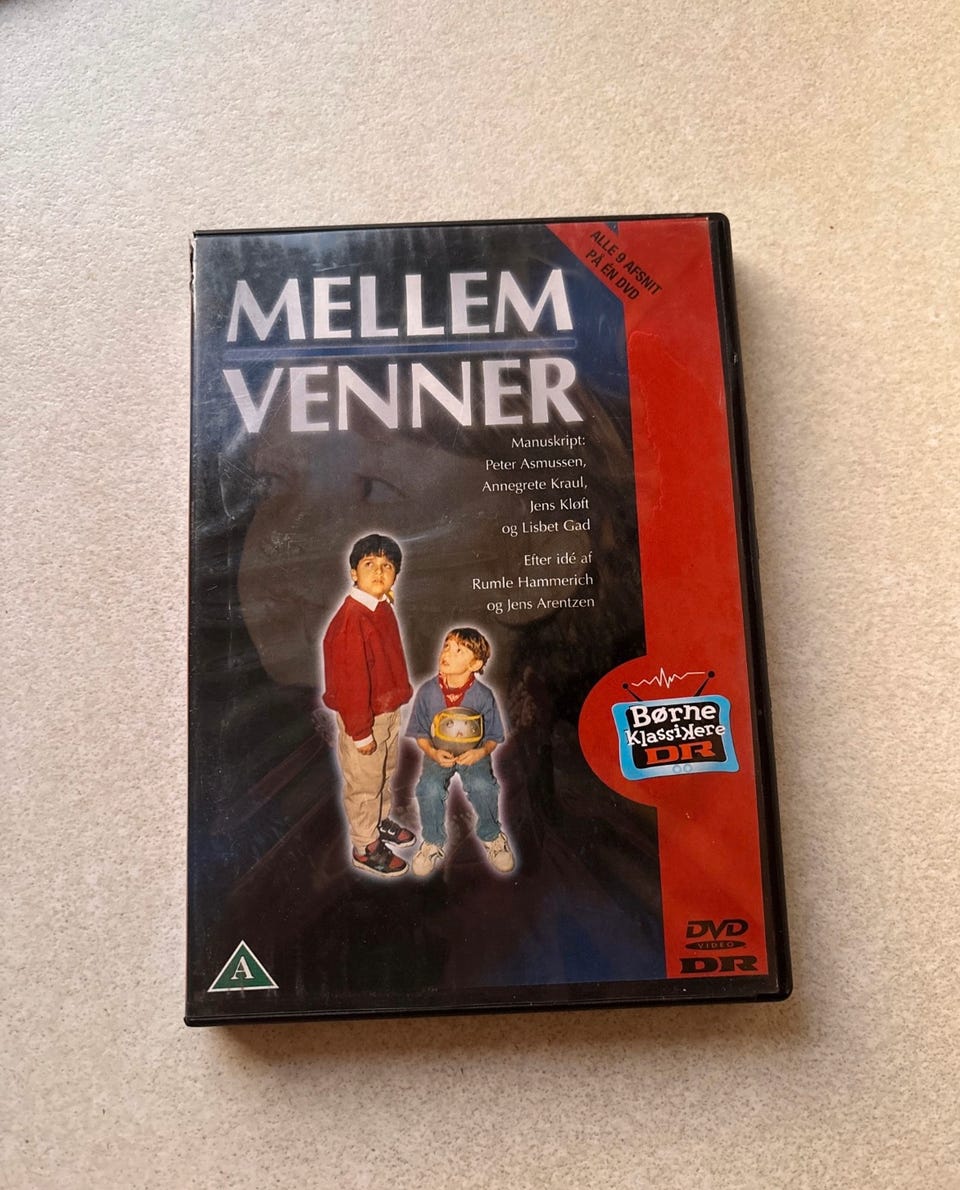 ALLE 9 AFSNIT
PÅ ÉN DVD
MELLEM
VENNER
Manuskript:
Peter Asmussen,
Annegrete Kraul,
Jens Kløft
og Lisbet Gad
Efter idé af
Rumle Hammerich
og Jens Arentzen
Børne
Klassikere
DR
A
DVD
VIDEO
DR